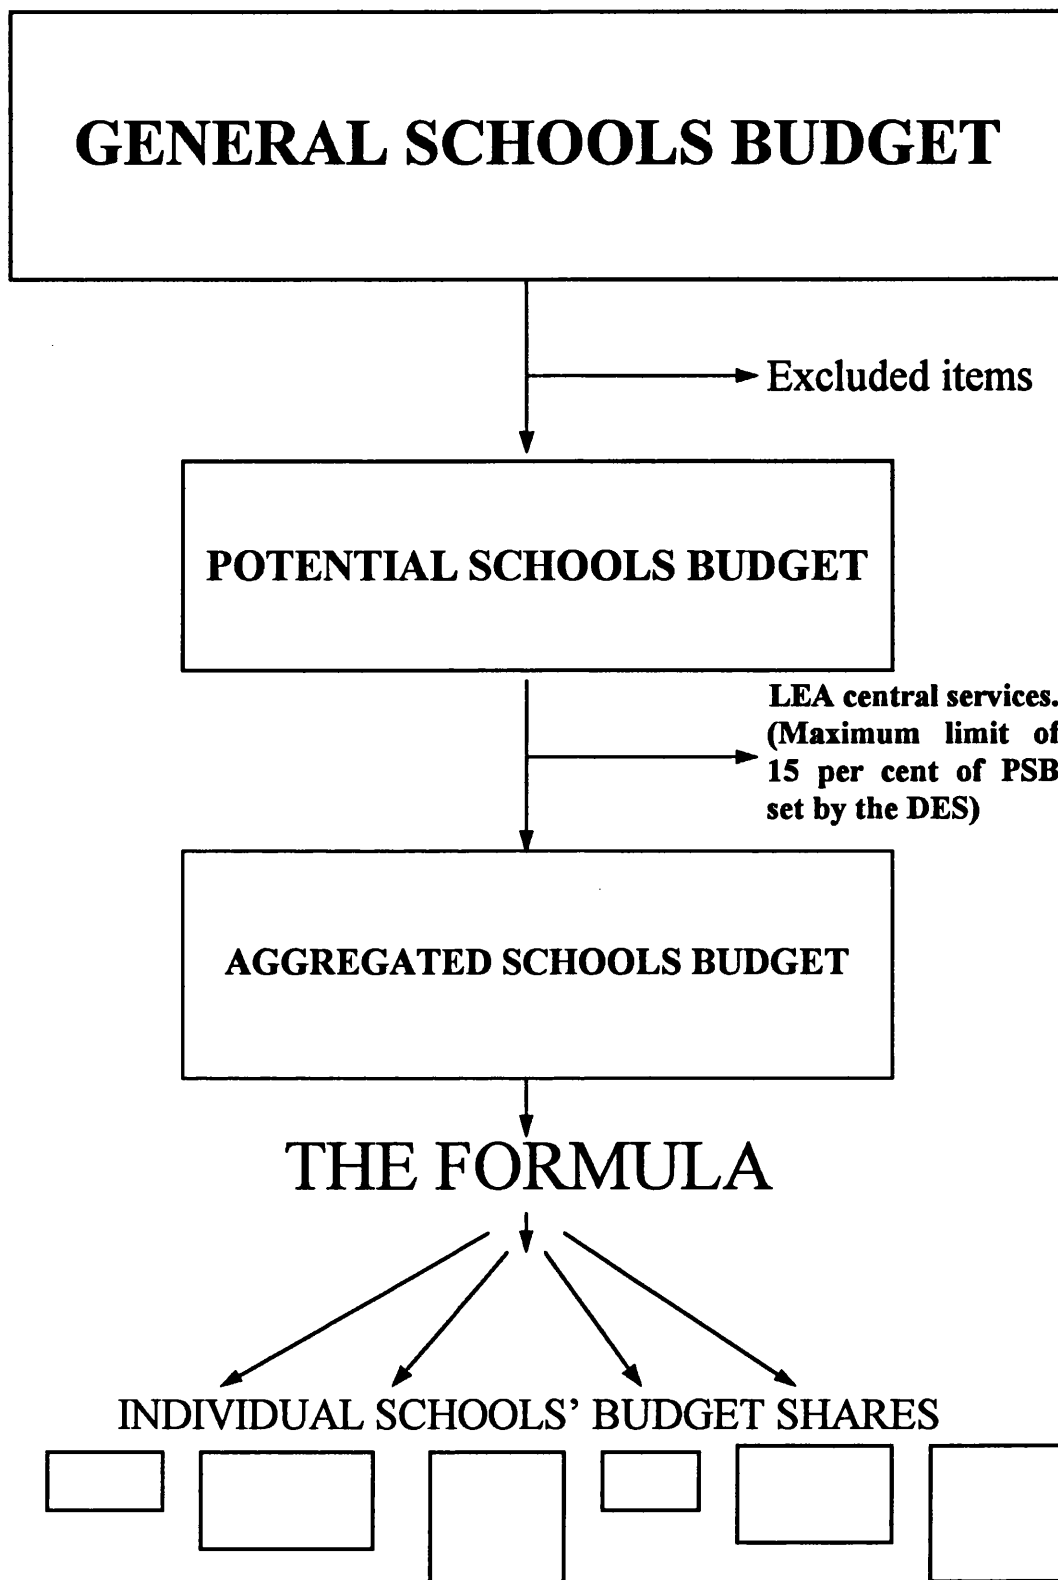 GENERAL SCHOOLS BUDGET
Excluded items
POTENTIAL SCHOOLS BUDGET
LEA central services.
(Maximum limit of
15 per cent of PSB
set by the DES)
AGGREGATED SCHOOLS BUDGET
THE FORMULA
INDIVIDUAL SCHOOLS’ BUDGET SHARES